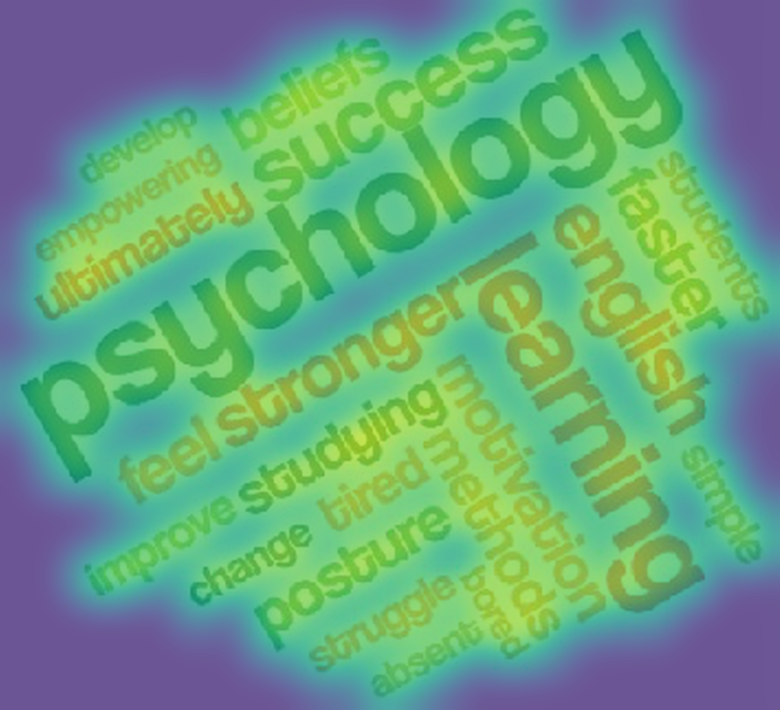 success
beliefs
develop
empowering
ultimately
psychology
students
faster
english
learning
stronger
feel
studying
motivation
methods
improve
tired
simple
change
posture
struggle
bored
absent